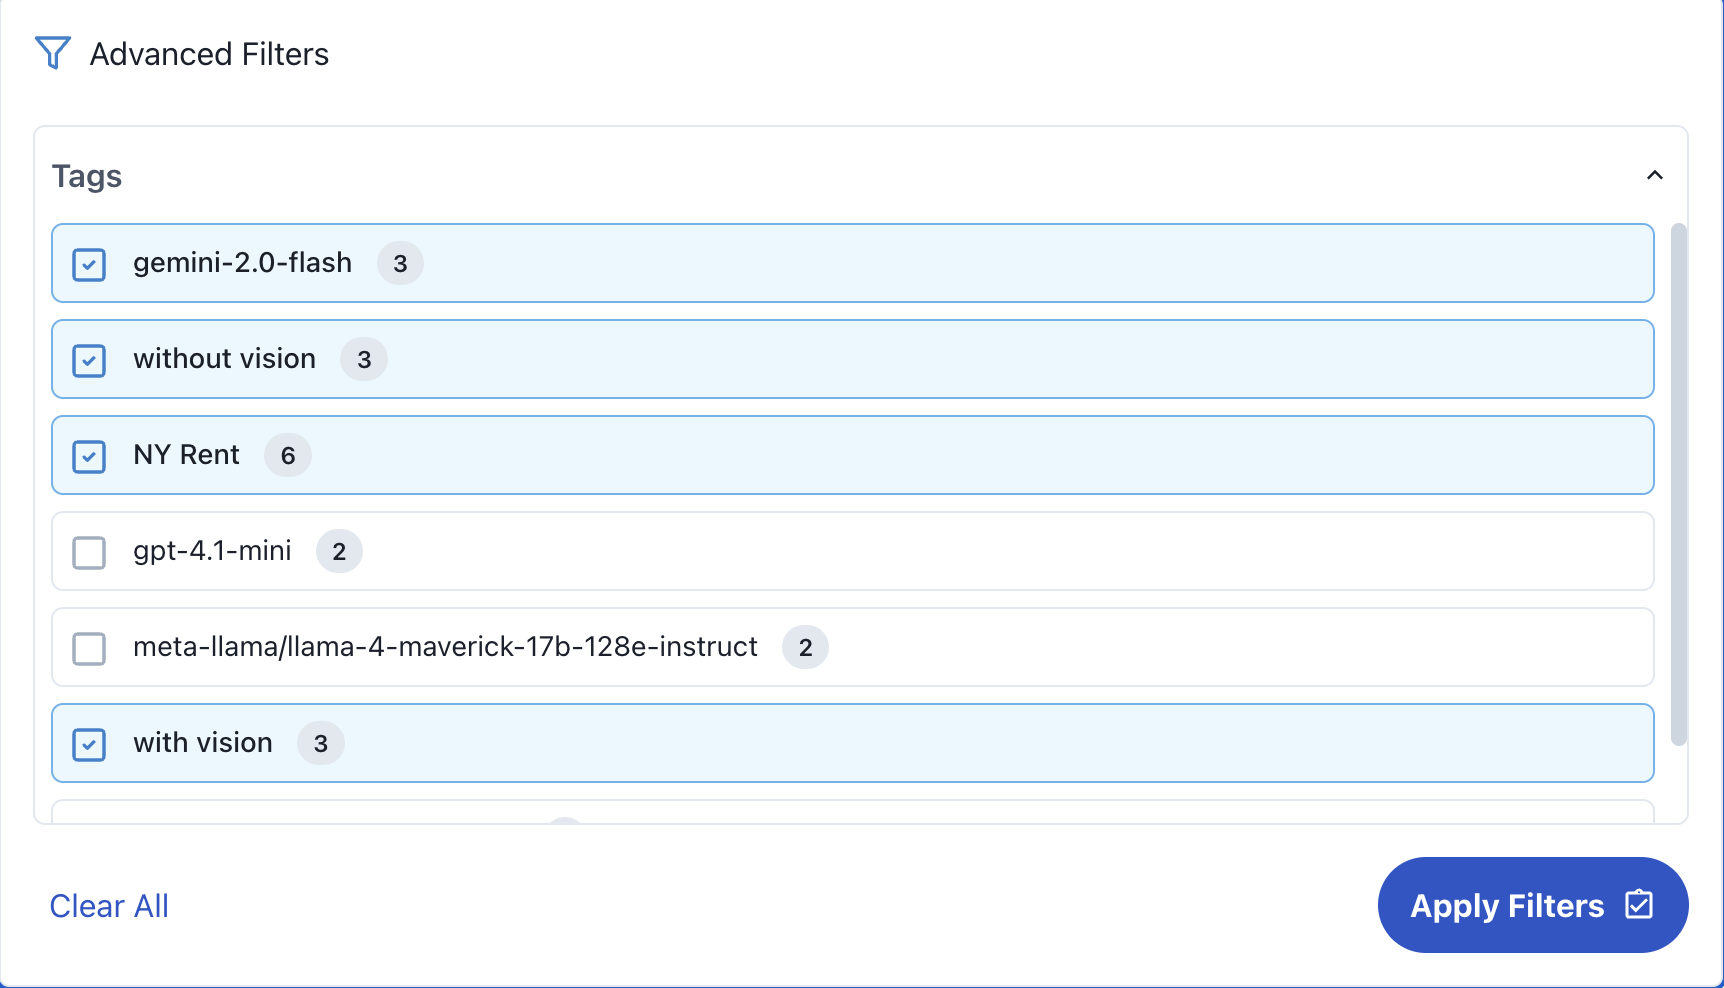 Advanced Filters
Tags
gemini-2.0-flash 3
without vision 3
NY Rent 6
gpt-4.1-mini 2
meta-llama/llama-4-maverick-17b-128e-instruct 2
with vision 3
Clear All
Apply Filters